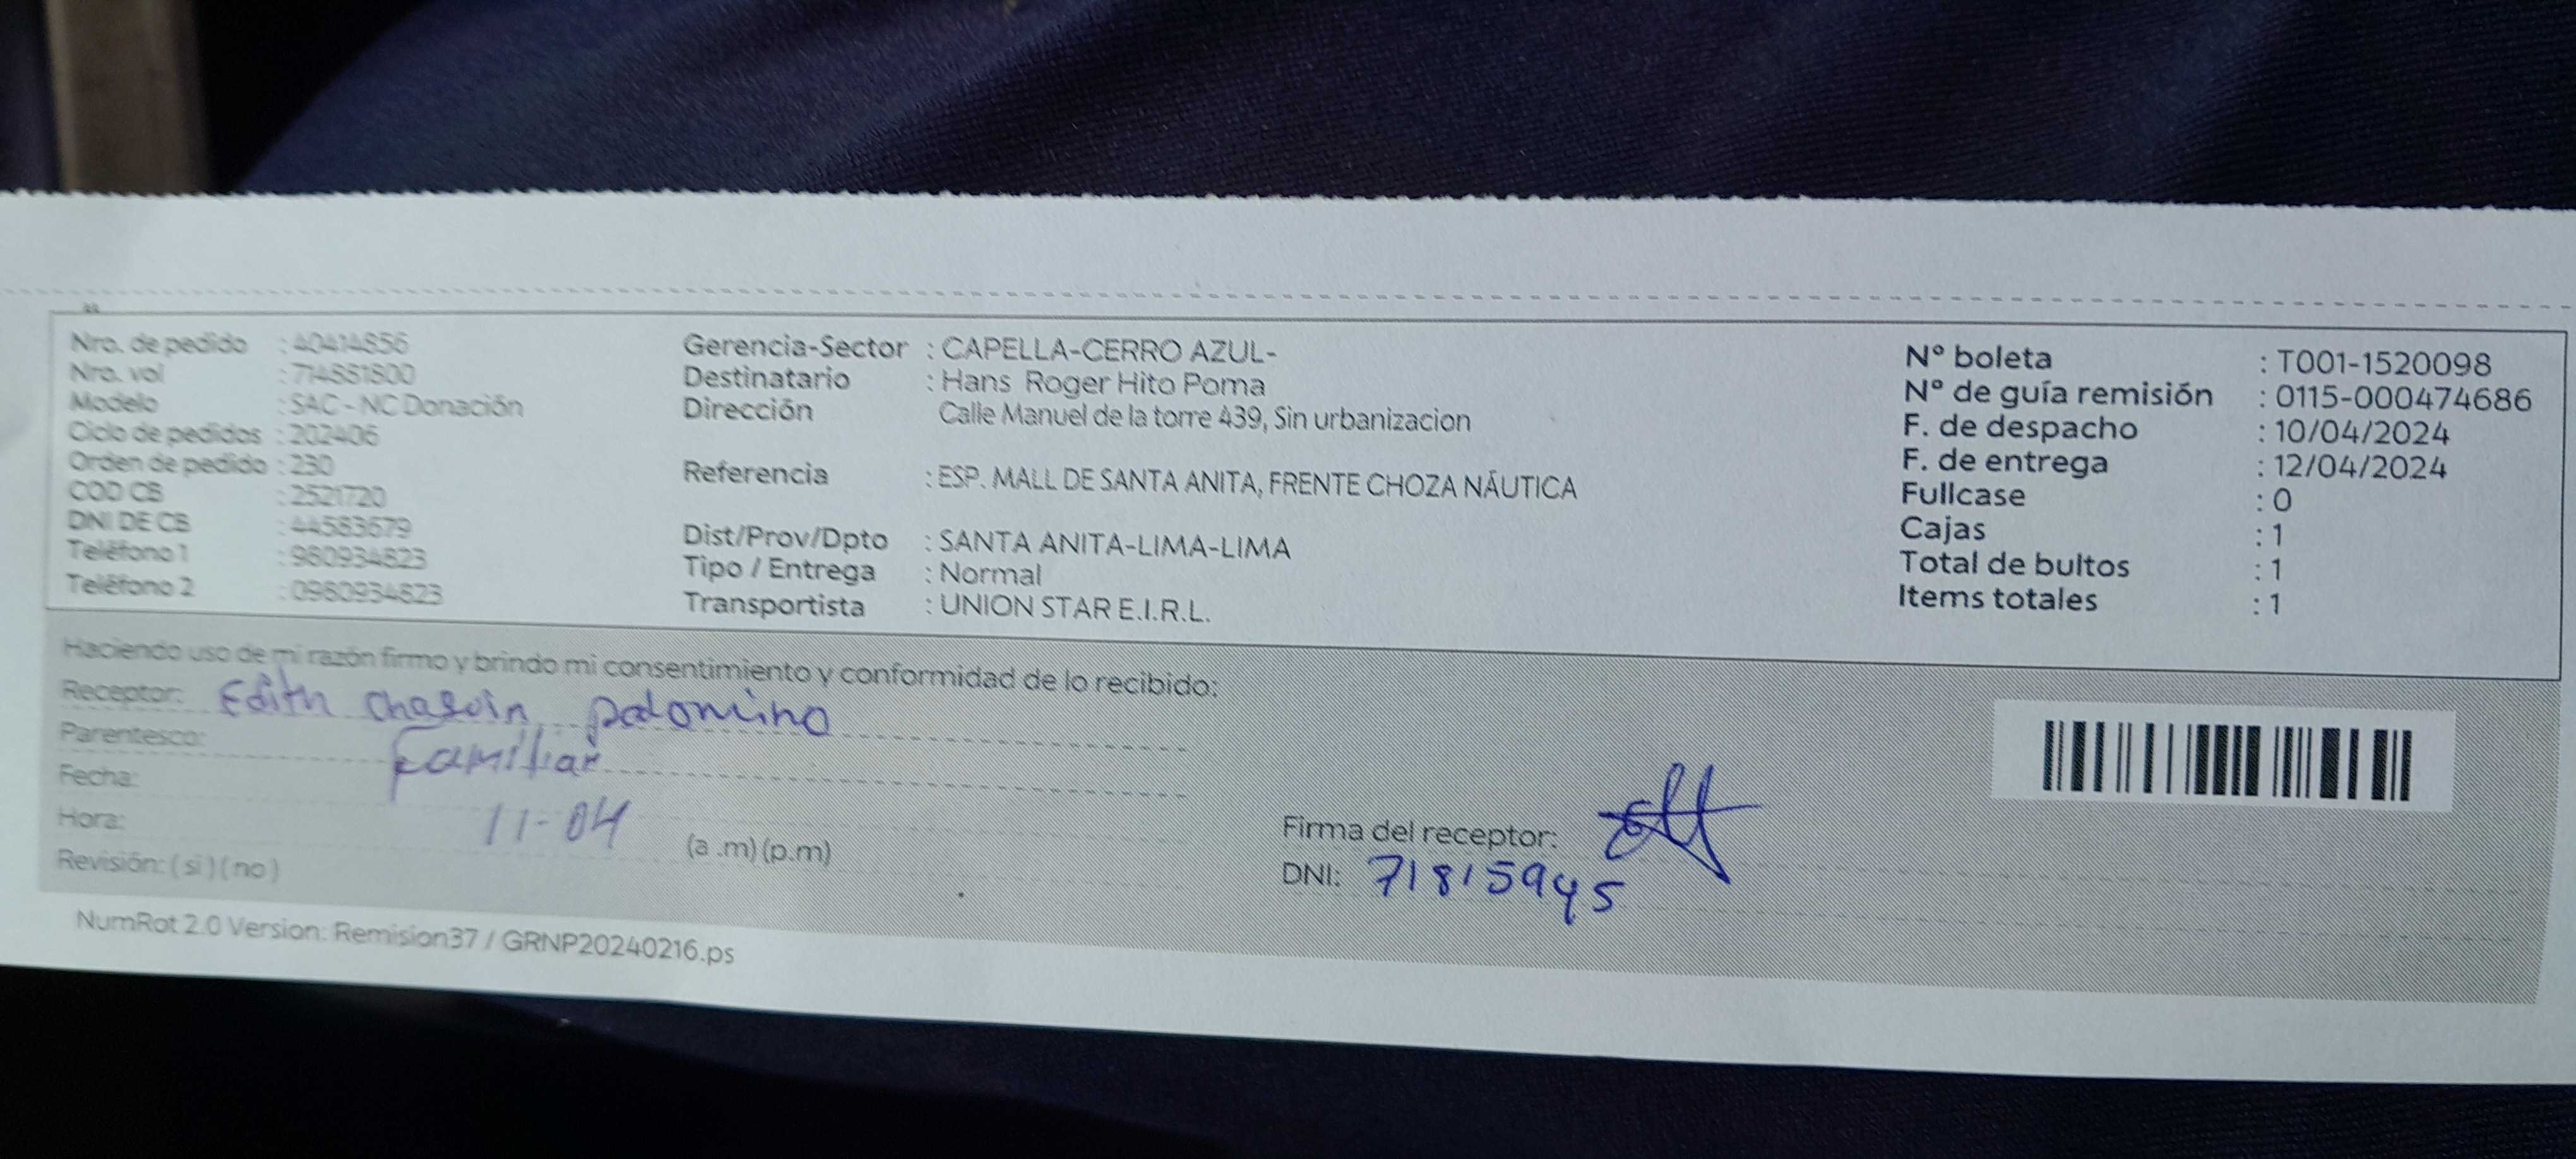 Nro. de pedido : 40414856
Nro. vol : 714881800
Modelo : SAC - NC Donación
Ciclo de pedidos : 202406
Orden de pedido : 230
COD CB : 2521720
DNI DE CB : 44583679
Teléfono 1 : 980934823
Teléfono 2 : 0980934823
Gerencia-Sector : CAPELLA-CERRO AZUL-
Destinatario : Hans Roger Hito Poma
Dirección Calle Manuel de la torre 439, Sin urbanizacion
Referencia : ESP. MALL DE SANTA ANITA, FRENTE CHOZA NÁUTICA
Dist/Prov/Dpto : SANTA ANITA-LIMA-LIMA
Tipo / Entrega : Normal
Transportista : UNION STAR E.I.R.L.
N° boleta : T001-1520098
N° de guía remisión : 0115-000474686
F. de despacho : 10/04/2024
F. de entrega : 12/04/2024
Fullcase : 0
Cajas : 1
Total de bultos : 1
Items totales : 1
Haciendo uso de mi razón firmo y brindo mi consentimiento y conformidad de lo recibido:
Receptor: Edith palomino
Parentesco: Familiar
Fecha: 11-04
Hora: (a .m) (p.m)
Revisión: ( si ) ( no )
Firma del receptor:
DNI: 71815945
NumRot 2.0 Version: Remision37 / GRNP20240216.ps